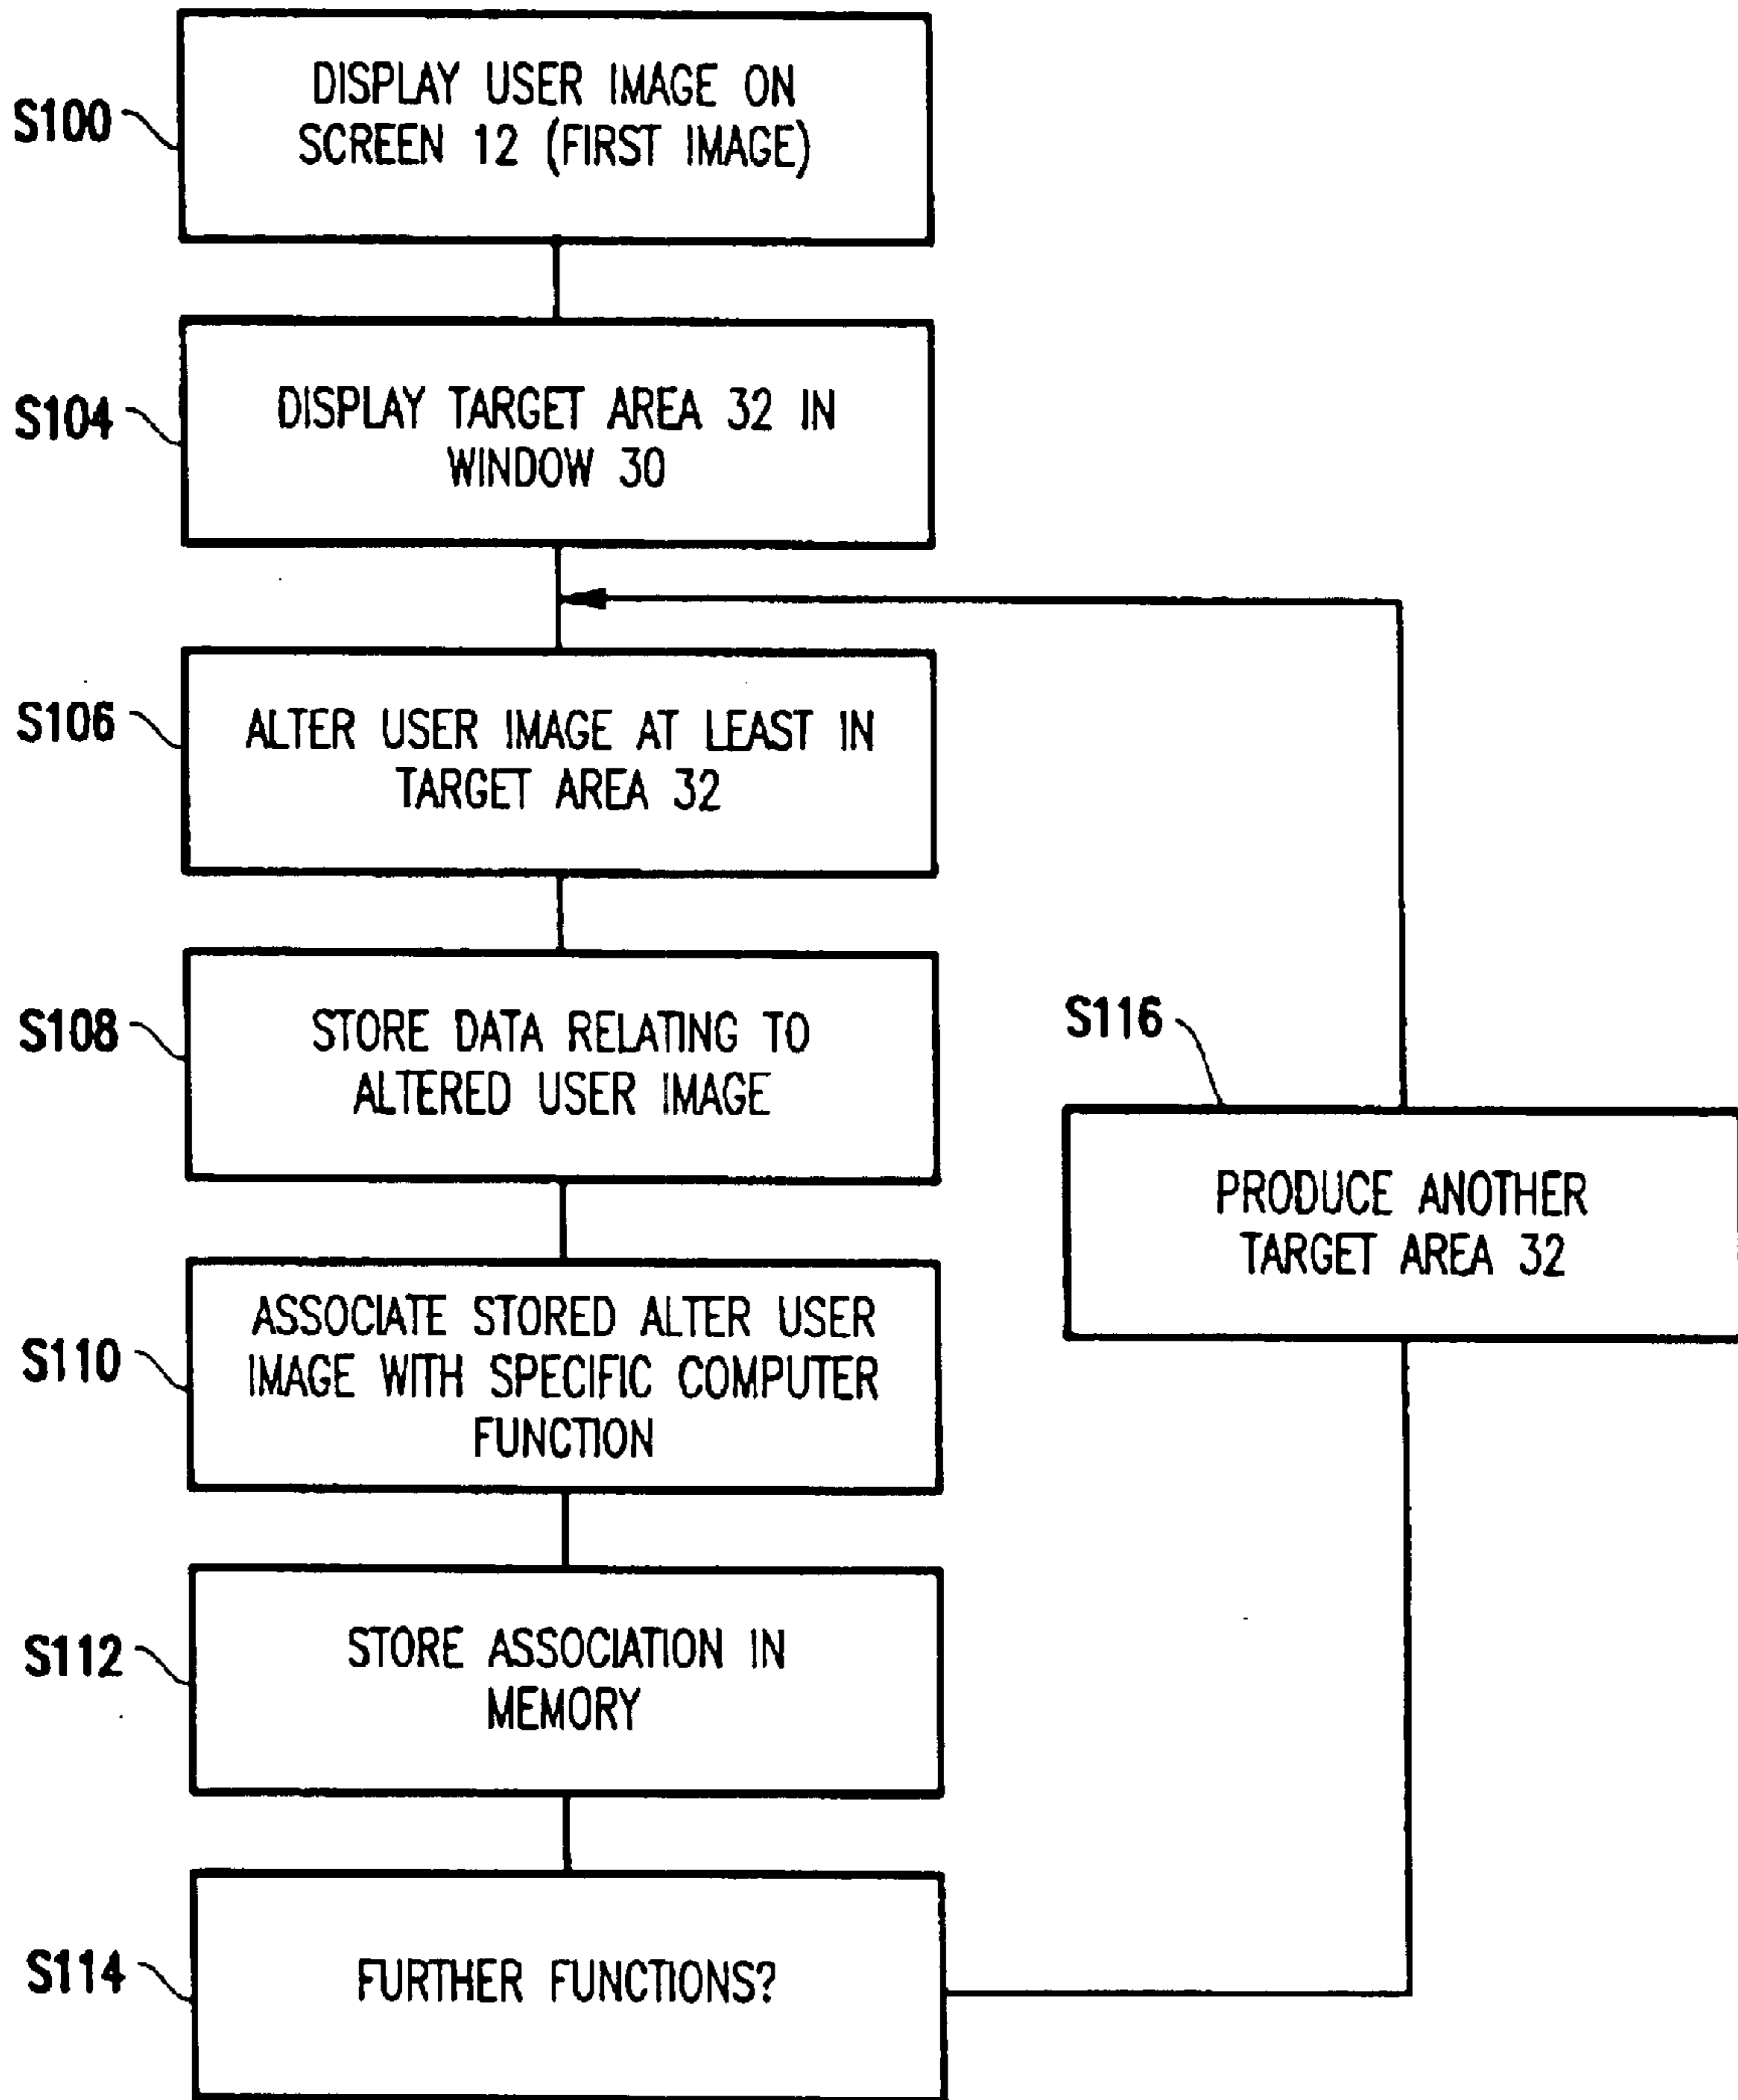 S100
DISPLAY USER IMAGE ON
SCREEN 12 (FIRST IMAGE)
S104
DISPLAY TARGET AREA 32 IN
WINDOW 30
S106
ALTER USER IMAGE AT LEAST IN
TARGET AREA 32
S108
STORE DATA RELATING TO
ALTERED USER IMAGE
S116
PRODUCE ANOTHER
TARGET AREA 32
S110
ASSOCIATE STORED ALTER USER
IMAGE WITH SPECIFIC COMPUTER
FUNCTION
S112
STORE ASSOCIATION IN
MEMORY
S114
FURTHER FUNCTIONS?